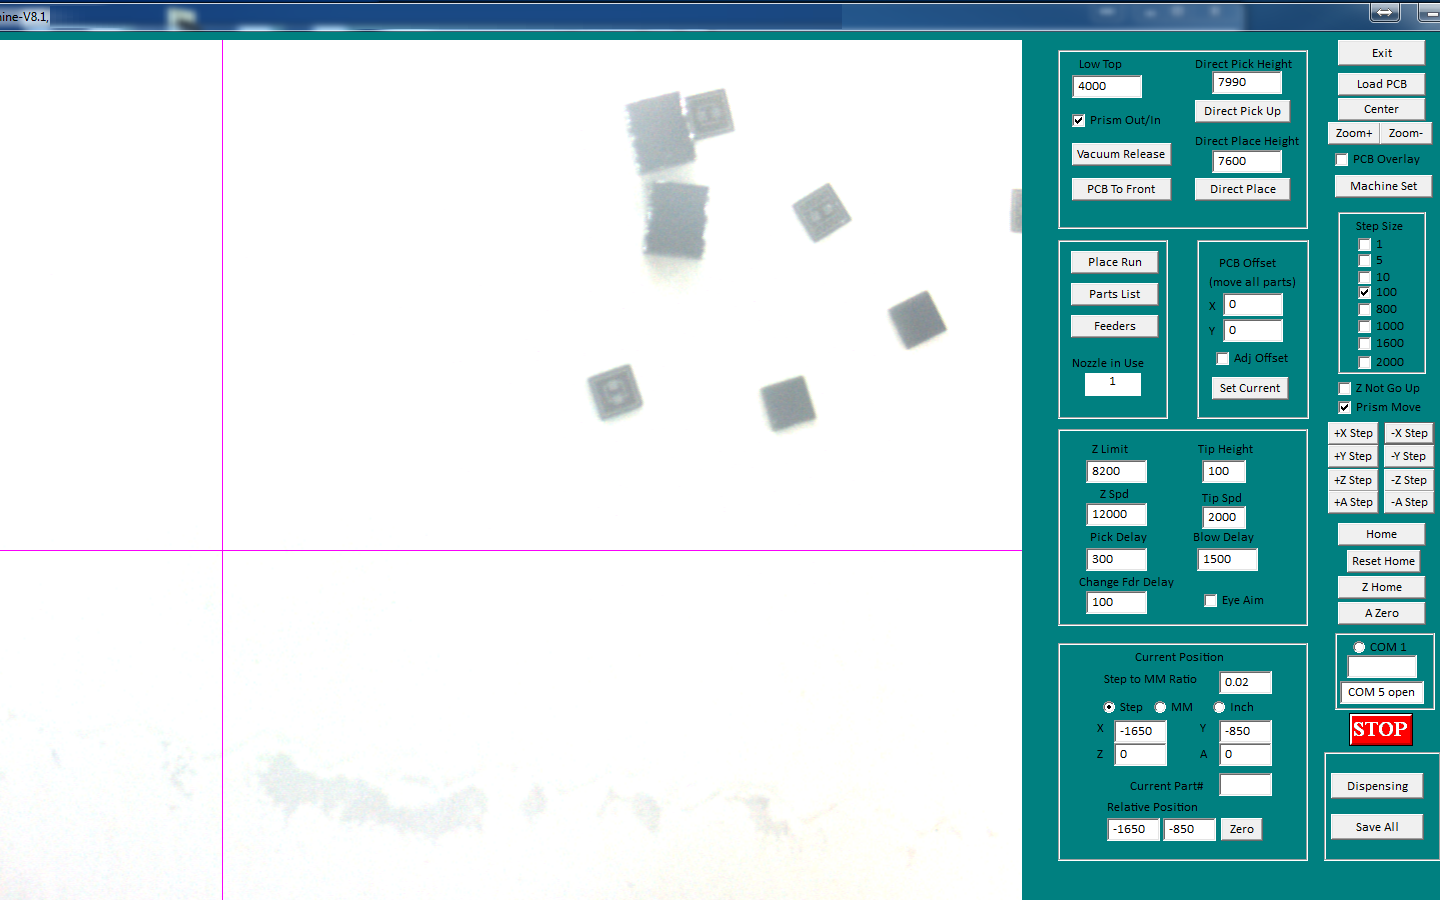 ine-V8.1,
Low Top
4000
Prism Out/In
Vacuum Release
PCB To Front
Direct Pick Height
7990
Direct Pick Up
Direct Place Height
7600
Direct Place
Place Run
Parts List
Feeders
Nozzle in Use
1
PCB Offset
(move all parts)
X 0
Y 0
Adj Offset
Set Current
Z Limit
8200
Z Spd
12000
Pick Delay
300
Change Fdr Delay
100
Tip Height
100
Tip Spd
2000
Blow Delay
1500
Eye Aim
Current Position
Step to MM Ratio 0.02
Step MM Inch
X -1650 Y -850
Z 0 A 0
Current Part#
Relative Position
-1650 -850 Zero
Exit
Load PCB
Center
Zoom+ Zoom-
PCB Overlay
Machine Set
Step Size
1
5
10
100
800
1000
1600
2000
Z Not Go Up
Prism Move
+X Step -X Step
+Y Step -Y Step
+Z Step -Z Step
+A Step -A Step
Home
Reset Home
Z Home
A Zero
COM 1
COM 5 open
STOP
Dispensing
Save All